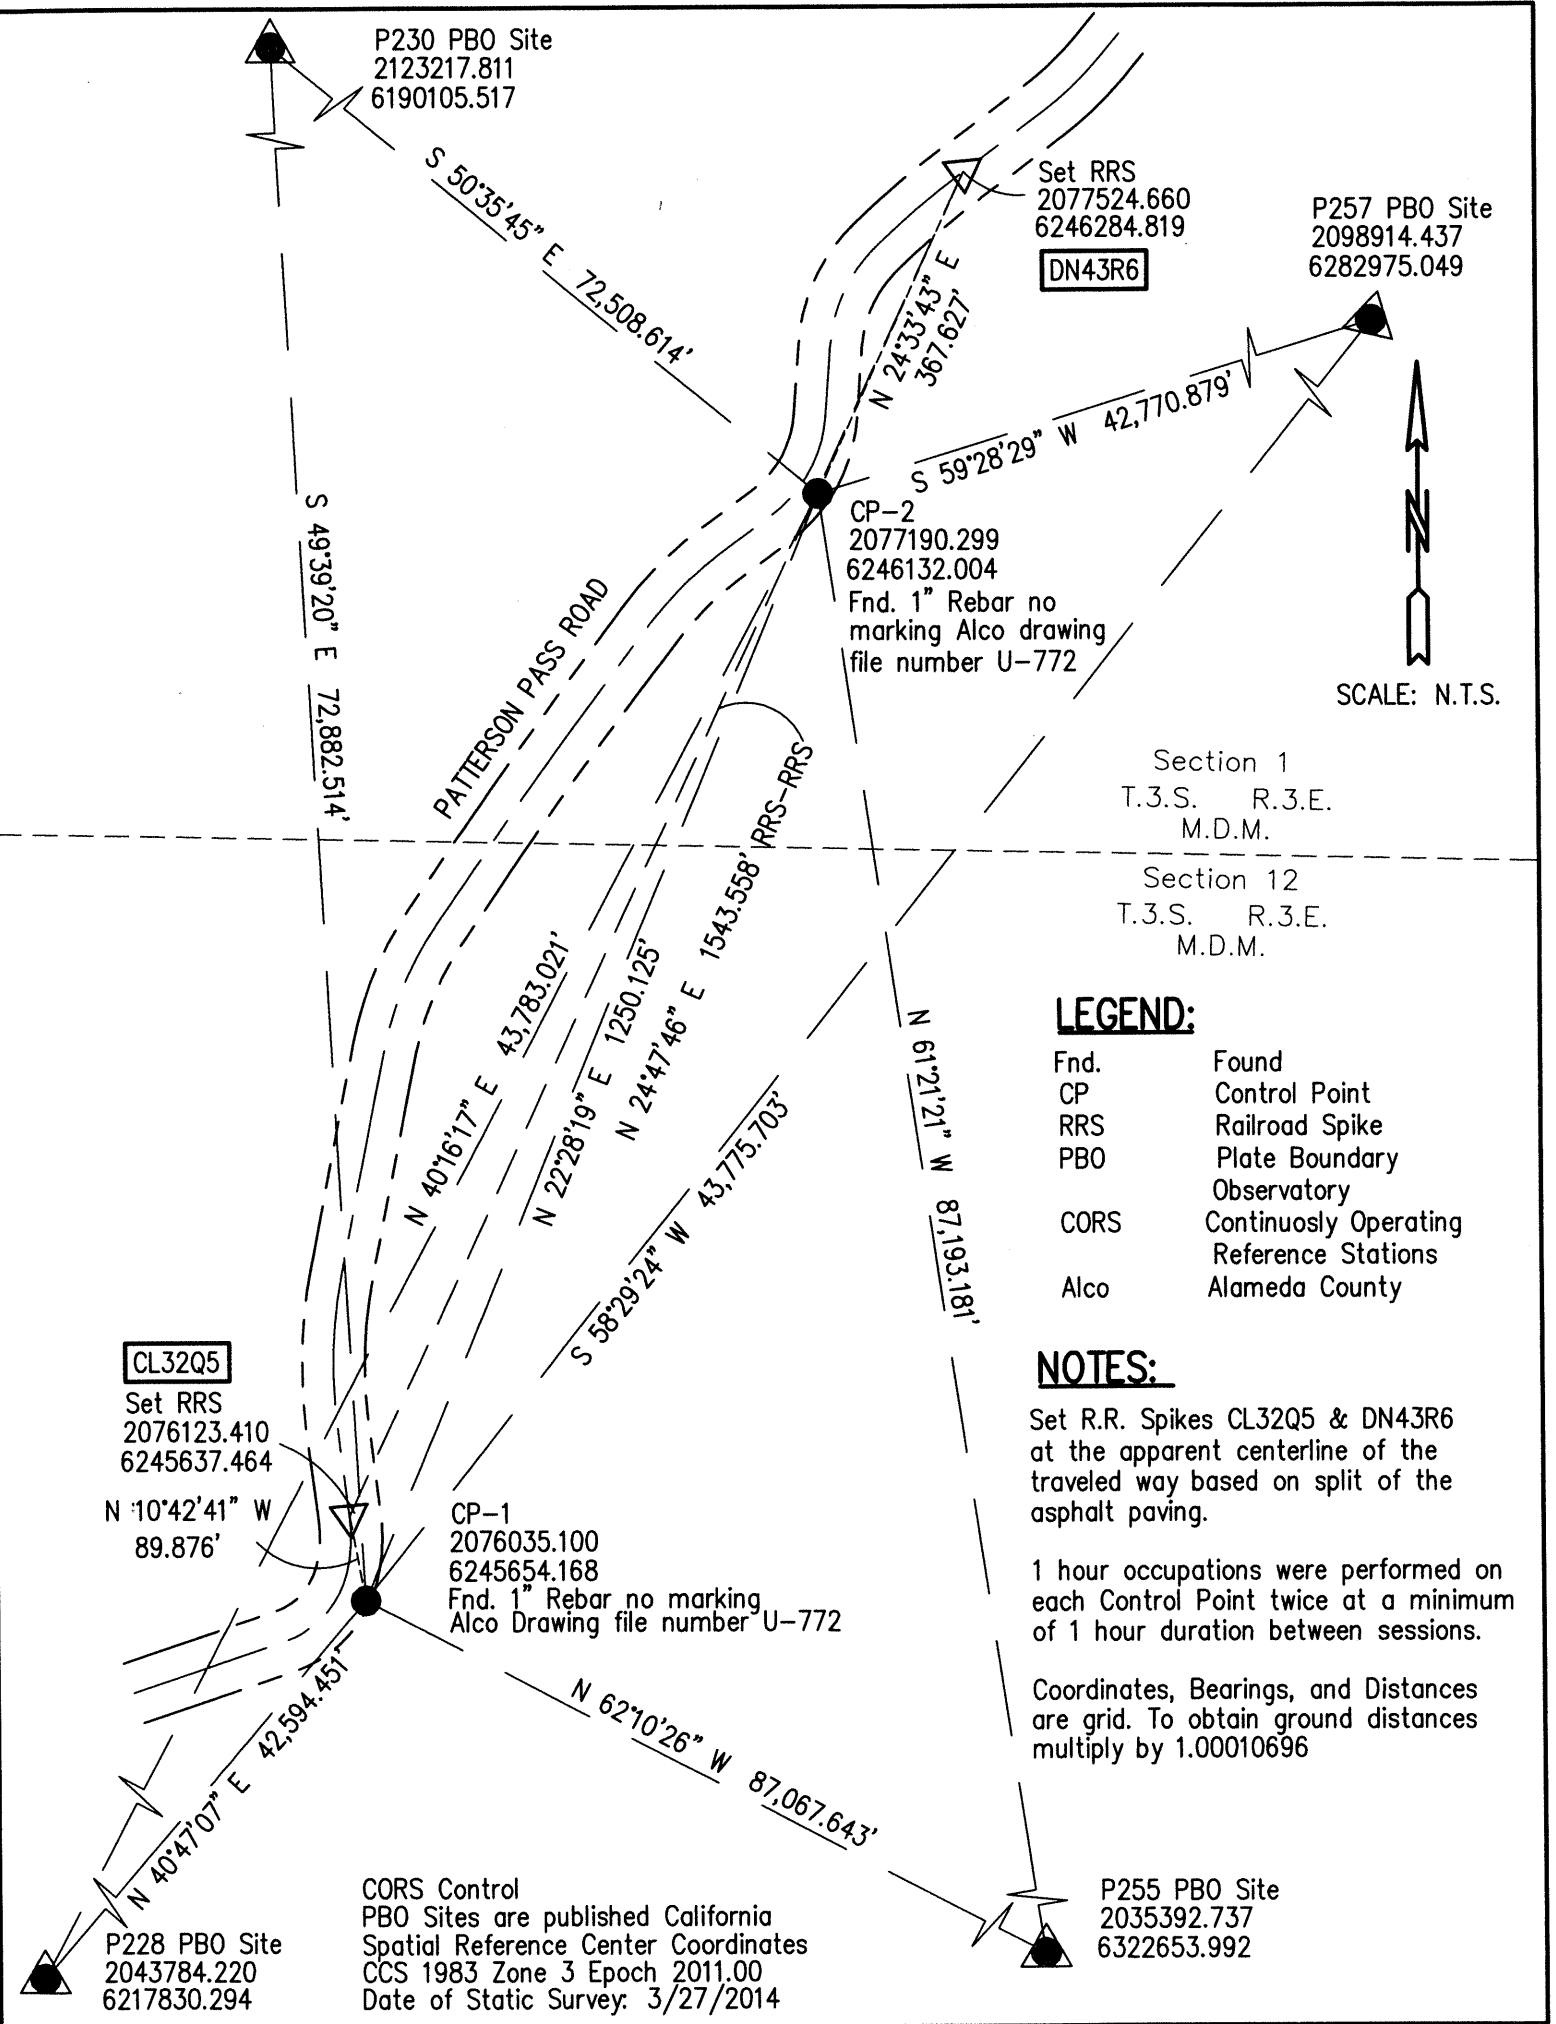 P230 PBO Site
2123217.811
6190105.517
S 50°35'45" E 72,508.614'
Set RRS
2077524.660
6246284.819
DN43R6
P257 PBO Site
2098914.437
6282975.049
N 24°33'43" E
367.627'
S 59°28'29" W 42,770.879'
N
SCALE: N.T.S.
CP-2
2077190.299
6246132.004
Fnd. 1" Rebar no
marking Alco drawing
file number U-772
S 49°39'20" E 72,882.514'
PATTERSON PASS ROAD
Section 1
T.3.S. R.3.E.
M.D.M.
Section 12
T.3.S. R.3.E.
M.D.M.
N 40°16'17" E 43,783.021'
N 22°28'19" E 1250.125'
N 24°47'46" E 1543.558' RRS-RRS
S 58°29'24" W 43,775.703'
N 61°21'21" W 87,193.181'
LEGEND:
Fnd. Found
CP Control Point
RRS Railroad Spike
PBO Plate Boundary
Observatory
CORS Continuosly Operating
Reference Stations
Alco Alameda County
CL32Q5
Set RRS
2076123.410
6245637.464
N 10°42'41" W
89.876'
CP-1
2076035.100
6245654.168
Fnd. 1" Rebar no marking
Alco Drawing file number U-772
NOTES:
Set R.R. Spikes CL32Q5 & DN43R6
at the apparent centerline of the
traveled way based on split of the
asphalt paving.
1 hour occupations were performed on
each Control Point twice at a minimum
of 1 hour duration between sessions.
Coordinates, Bearings, and Distances
are grid. To obtain ground distances
multiply by 1.00010696
N 40°47'07" E 42,594.451'
N 62°10'26" W 87,067.643'
P228 PBO Site
2043784.220
6217830.294
CORS Control
PBO Sites are published California
Spatial Reference Center Coordinates
CCS 1983 Zone 3 Epoch 2011.00
Date of Static Survey: 3/27/2014
P255 PBO Site
2035392.737
6322653.992